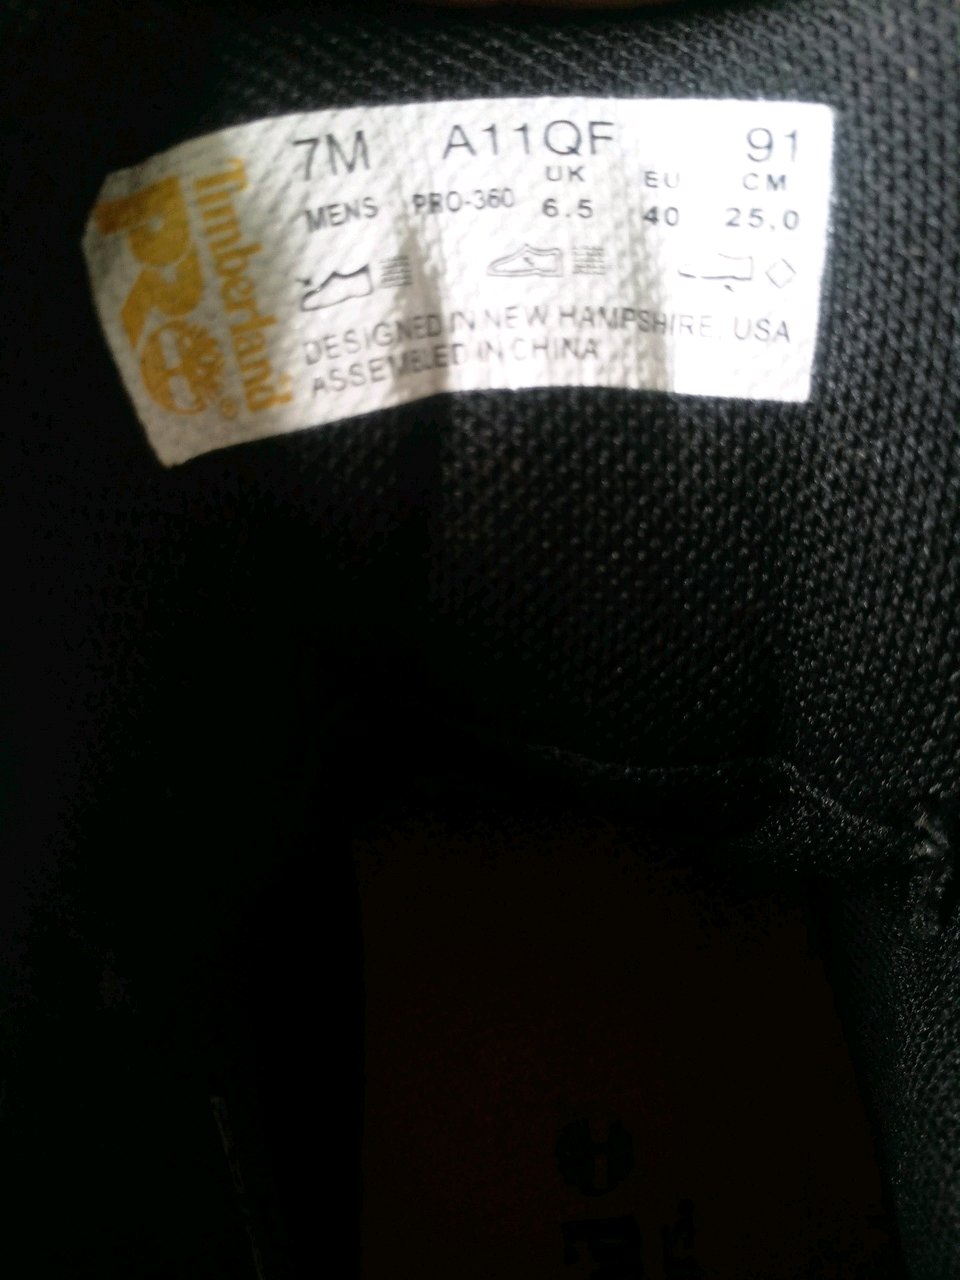 Timberland
PRO®
7M A11QF 91
UK EU CM
MENS PRO-360 6.5 40 25.0
DESIGNED IN NEW HAMPSHIRE, USA
ASSEMBLED IN CHINA